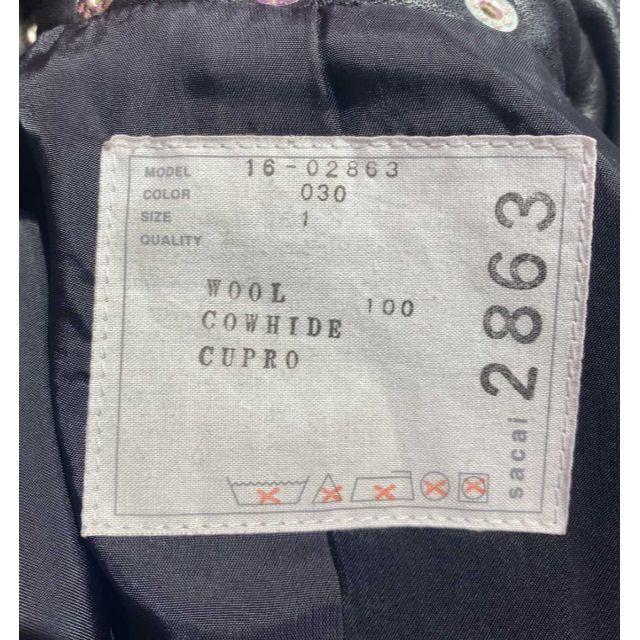 MODEL 16-02863
COLOR 030
SIZE 1
QUALITY
WOOL 100
COWHIDE
CUPRO
sacai 2863